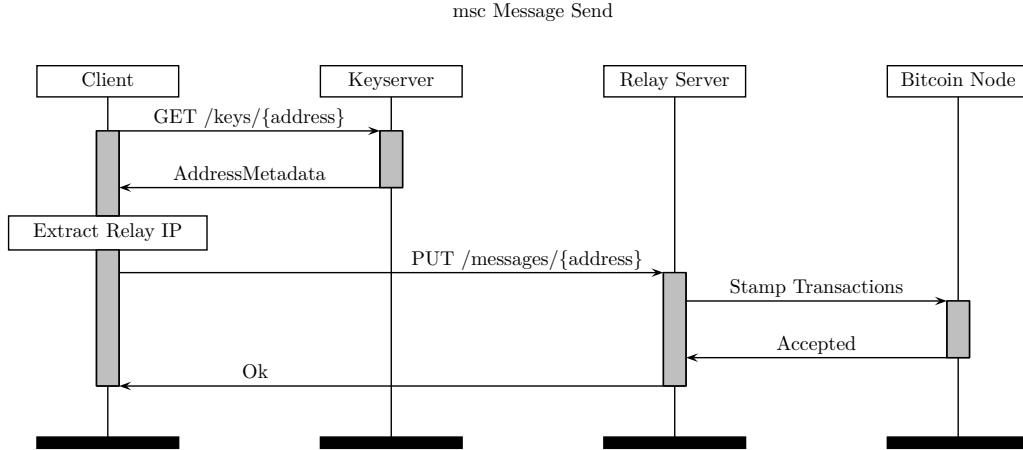 msc Message Send
Client
Keyserver
Relay Server
Bitcoin Node
GET /keys/{address}
AddressMetadata
Extract Relay IP
PUT /messages/{address}
Stamp Transactions
Accepted
Ok